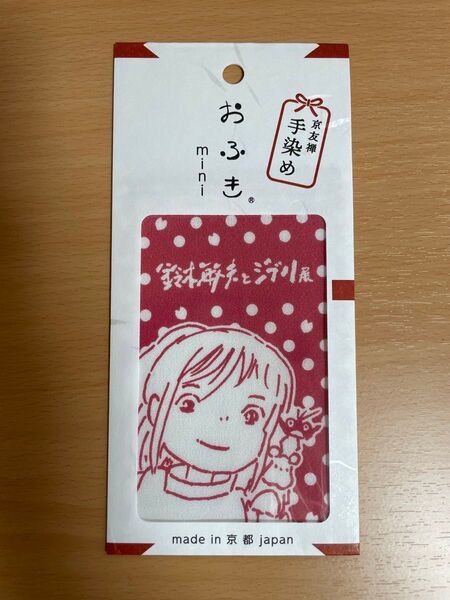 おふき®
mini
京友禅
手染め
鈴木敏夫とジブリ展
made in 京都 japan